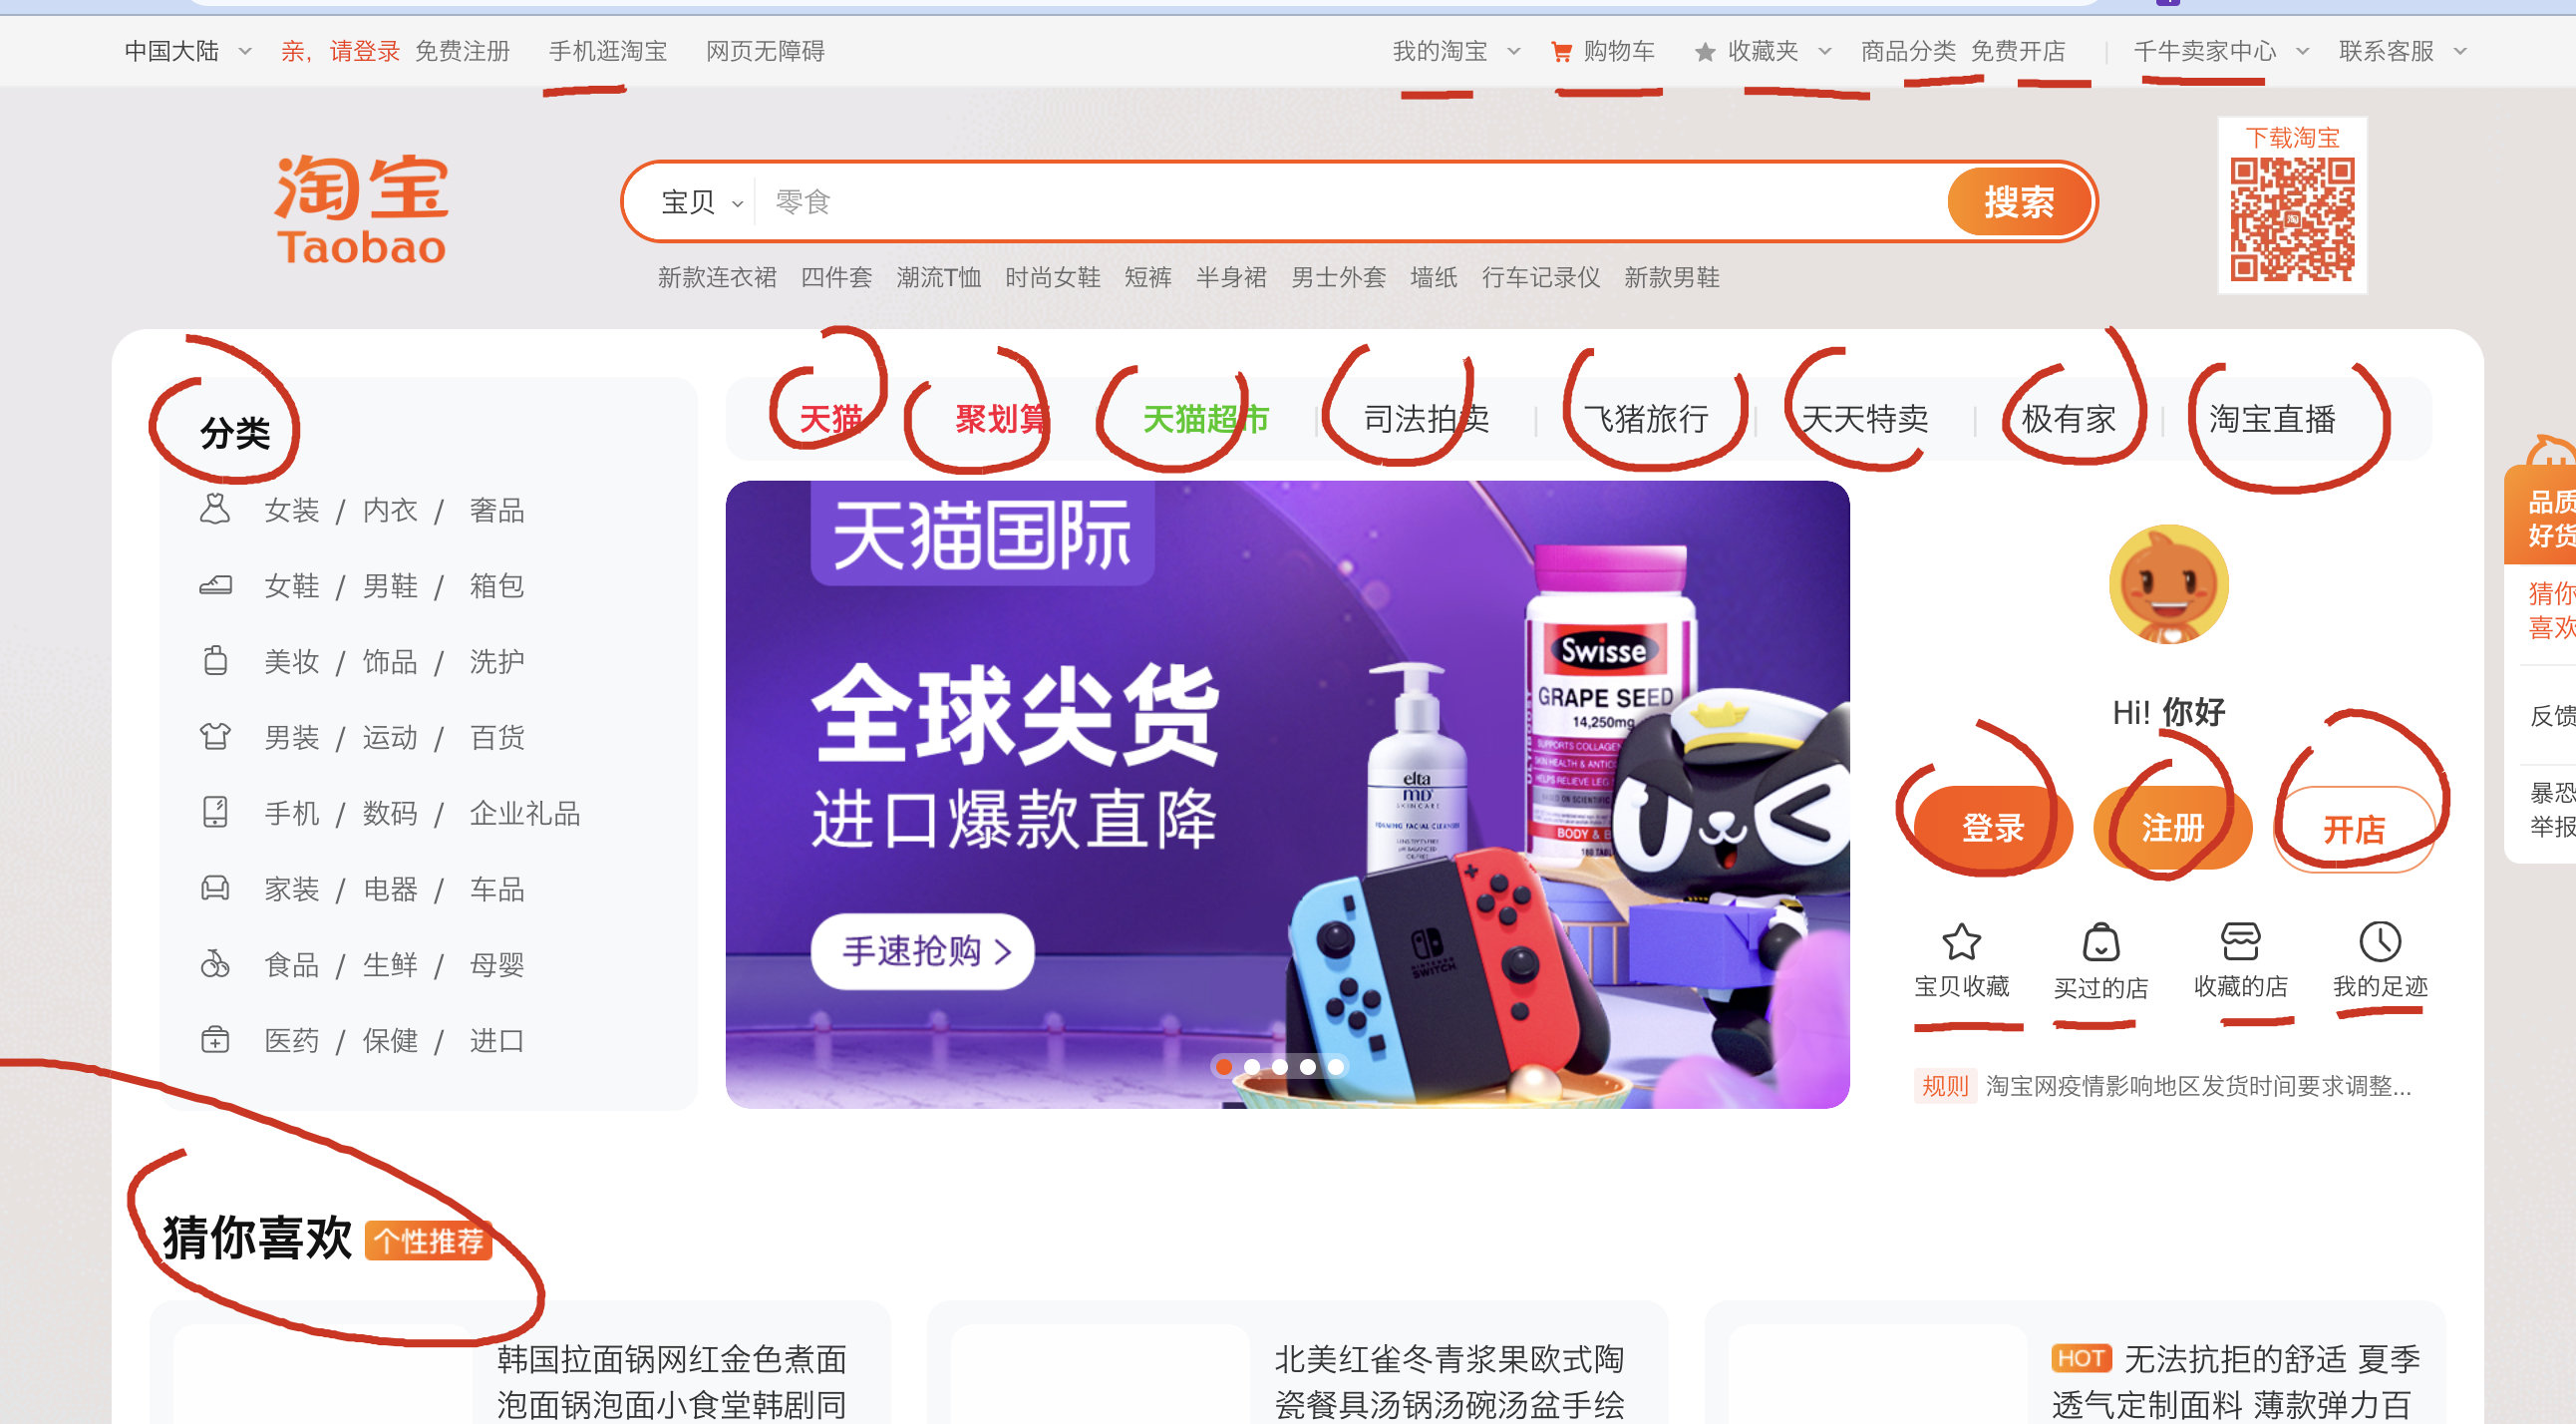 中国大陆 亲，请登录 免费注册 手机逛淘宝 网页无障碍 我的淘宝 购物车 收藏夹 商品分类 免费开店 千牛卖家中心 联系客服
下载淘宝
淘宝
Taobao
宝贝 零食 搜索
新款连衣裙 四件套 潮流T恤 时尚女鞋 短裤 半身裙 男士外套 墙纸 行车记录仪 新款男鞋
分类
天猫 聚划算 天猫超市 司法拍卖 飞猪旅行 天天特卖 极有家 淘宝直播
女装 / 内衣 / 奢品
女鞋 / 男鞋 / 箱包
美妆 / 饰品 / 洗护
男装 / 运动 / 百货
手机 / 数码 / 企业礼品
家装 / 电器 / 车品
食品 / 生鲜 / 母婴
医药 / 保健 / 进口
天猫国际
全球尖货
进口爆款直降
手速抢购 >
Swisse
GRAPE SEED
14,250mg
SUPPORTS COLLAGEN
SKIN HEALTH &
HELPS RELIEVE LEG
BODY &
elta
MD
SKINCARE
FOAMING FACIAL CLEANSER
NINTENDO
SWITCH
Hi! 你好
登录 注册 开店
宝贝收藏 买过的店 收藏的店 我的足迹
规则 淘宝网疫情影响地区发货时间要求调整...
品质
好货
猜你
喜欢
反馈
暴恐
举报
猜你喜欢 个性推荐
韩国拉面锅网红金色煮面
泡面锅泡面小食堂韩剧同
北美红雀冬青浆果欧式陶
瓷餐具汤锅汤碗汤盆手绘
HOT 无法抗拒的舒适 夏季
透气定制面料 薄款弹力百